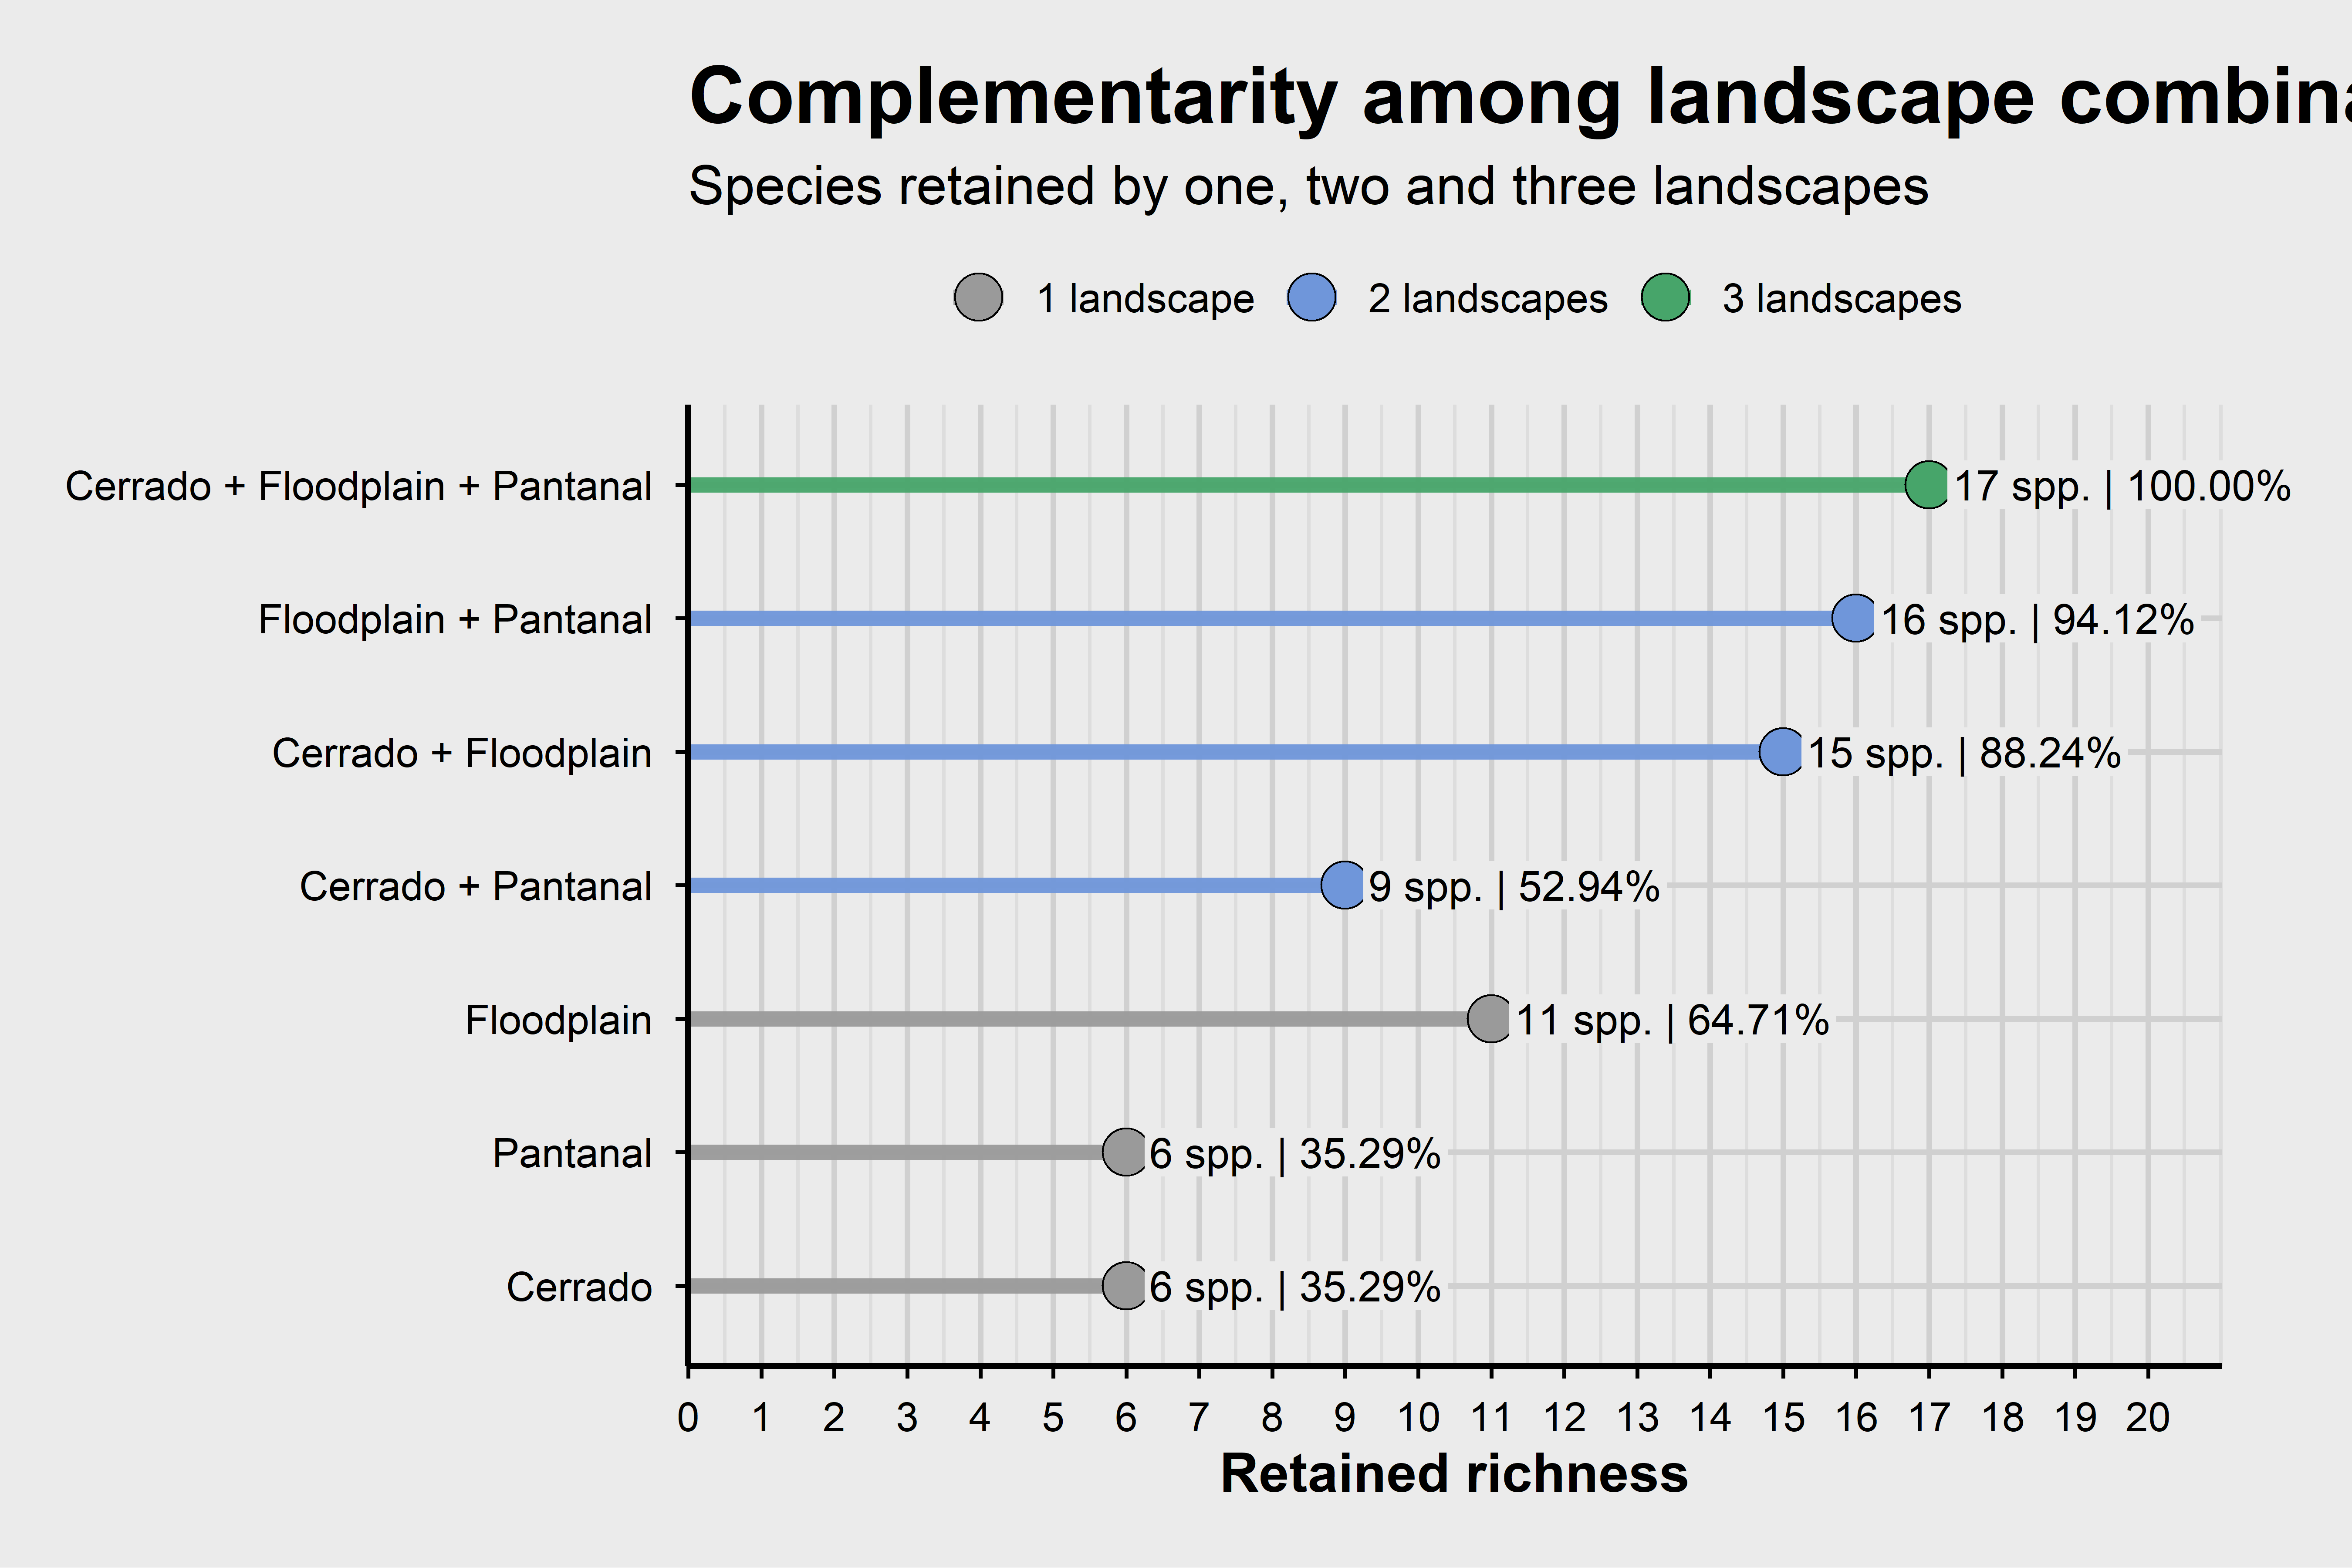 Complementarity among landscape combina
Species retained by one, two and three landscapes
1 landscape 2 landscapes 3 landscapes
Cerrado + Floodplain + Pantanal 17 spp. | 100.00%
Floodplain + Pantanal 16 spp. | 94.12%
Cerrado + Floodplain 15 spp. | 88.24%
Cerrado + Pantanal 9 spp. | 52.94%
Floodplain 11 spp. | 64.71%
Pantanal 6 spp. | 35.29%
Cerrado 6 spp. | 35.29%
0 1 2 3 4 5 6 7 8 9 10 11 12 13 14 15 16 17 18 19 20
Retained richness